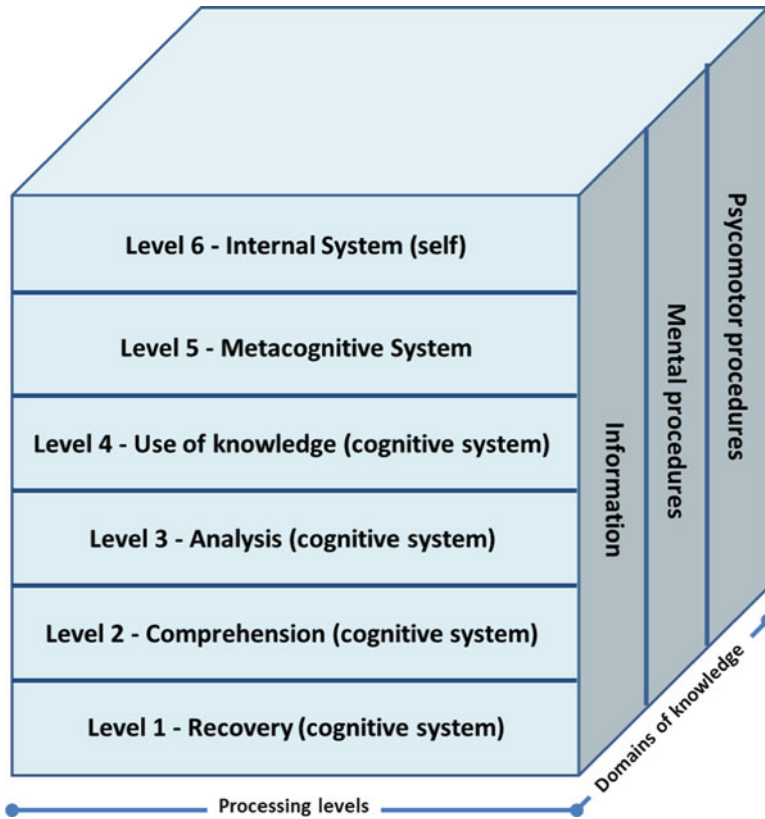 Level 6 - Internal System (self)
Level 5 - Metacognitive System
Level 4 - Use of knowledge (cognitive system)
Level 3 - Analysis (cognitive system)
Level 2 - Comprehension (cognitive system)
Level 1 - Recovery (cognitive system)
Information
Mental procedures
Psycomotor procedures
Processing levels
Domains of knowledge